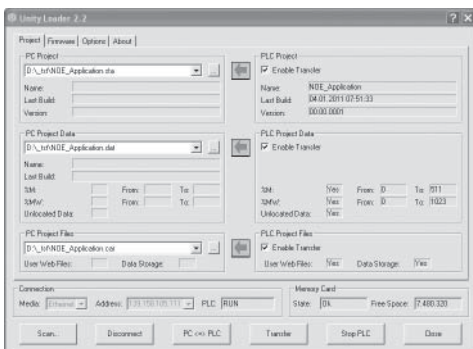 Unity Loader 2.2
Project Firmware Options About
PC Project
D:\_tst\NOE_Application.sta
Name:
Last Build:
Version:
PLC Project
Enable Transfer
Name: NOE_Application
Last Build: 04.01.2011 07:51:33
Version: 00.00.0001
PC Project Data
D:\_tst\NOE_Application.dat
Name:
Last Build:
%M: From: To:
%MW: From: To:
Unlocated Data:
PLC Project Data
Enable Transfer
%M: Yes From: 0 To: 511
%MW: Yes From: 0 To: 1023
Unlocated Data: Yes
PC Project Files
D:\_tst\NOE_Application.car
User Web Files: Data Storage:
PLC Project Files
Enable Transfer
User Web Files: Yes Data Storage: Yes
Connection
Media: Ethernet Address: PLC: RUN
Memory Card
State: Ok Free Space: 7.480.320
Scan... Disconnect PC <=> PLC Transfer Stop PLC Close